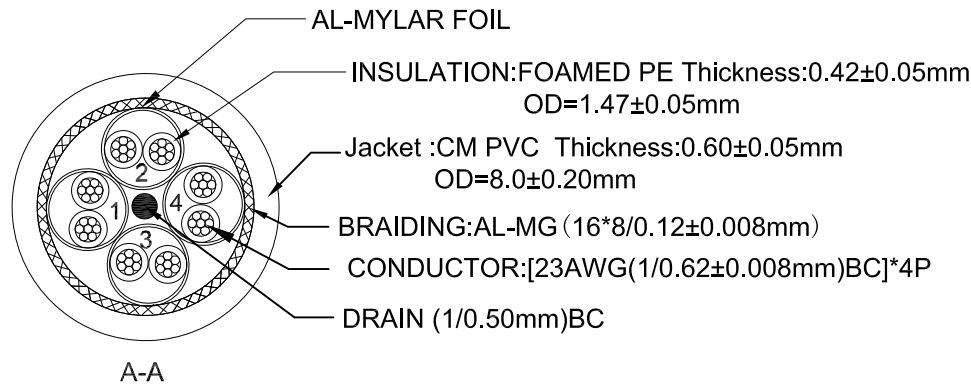 AL-MYLAR FOIL
INSULATION:FOAMED PE Thickness:0.42±0.05mm
OD=1.47±0.05mm
Jacket :CM PVC Thickness:0.60±0.05mm
OD=8.0±0.20mm
BRAIDING:AL-MG（16*8/0.12±0.008mm）
CONDUCTOR:[23AWG(1/0.62±0.008mm)BC]*4P
DRAIN (1/0.50mm)BC
2
1
4
3
A-A